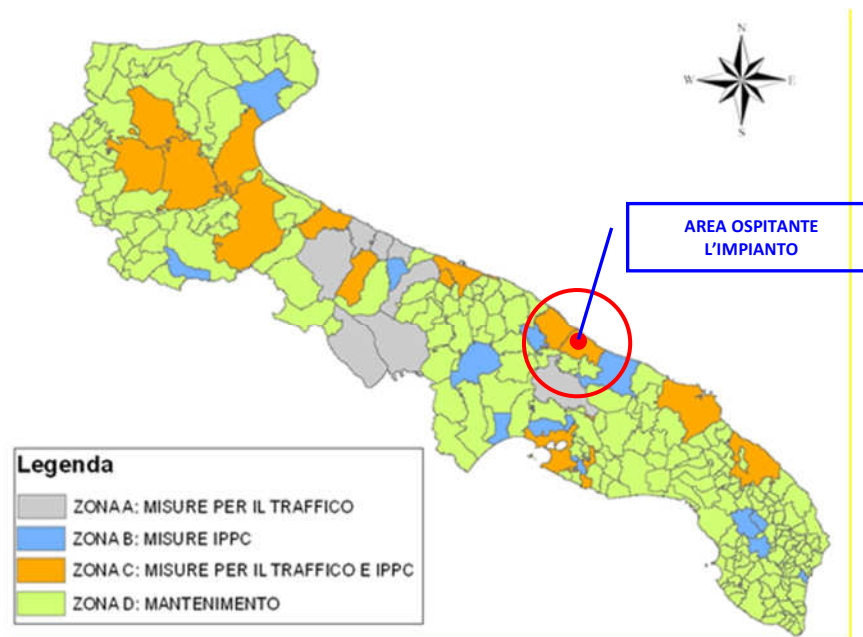 N
W E
S
AREA OSPITANTE
L'IMPIANTO
Legenda
ZONA A: MISURE PER IL TRAFFICO
ZONA B: MISURE IPPC
ZONA C: MISURE PER IL TRAFFICO E IPPC
ZONA D: MANTENIMENTO